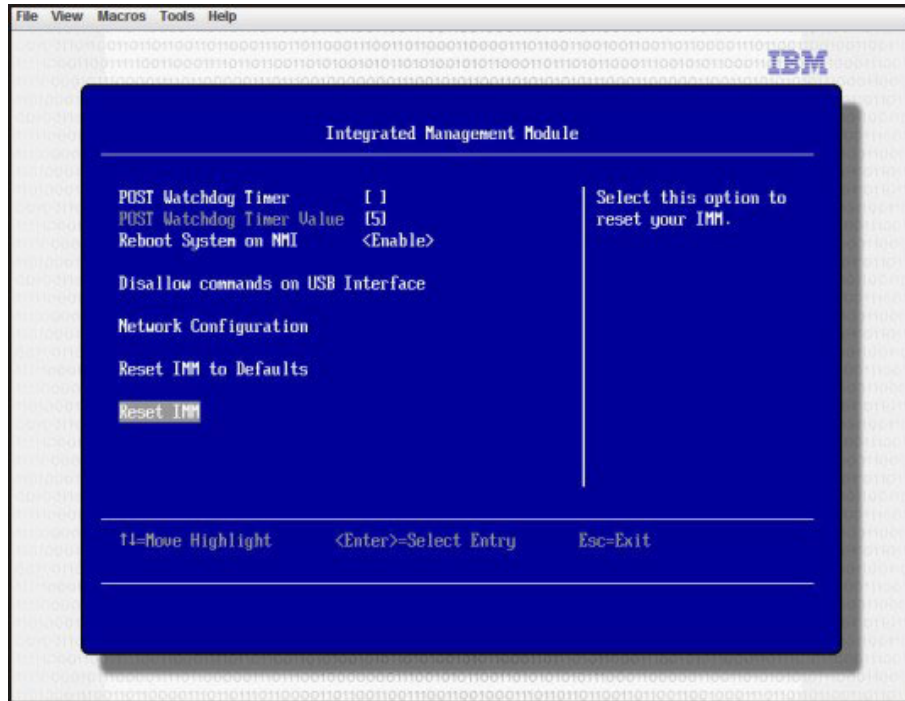 File View Macros Tools Help
IBM
Integrated Management Module
POST Watchdog Timer [ ]
POST Watchdog Timer Value [5]
Reboot System on NMI <Enable>
Disallow commands on USB Interface
Network Configuration
Reset IMM to Defaults
Reset IMM
Select this option to
reset your IMM.
↑↓=Move Highlight <Enter>=Select Entry Esc=Exit